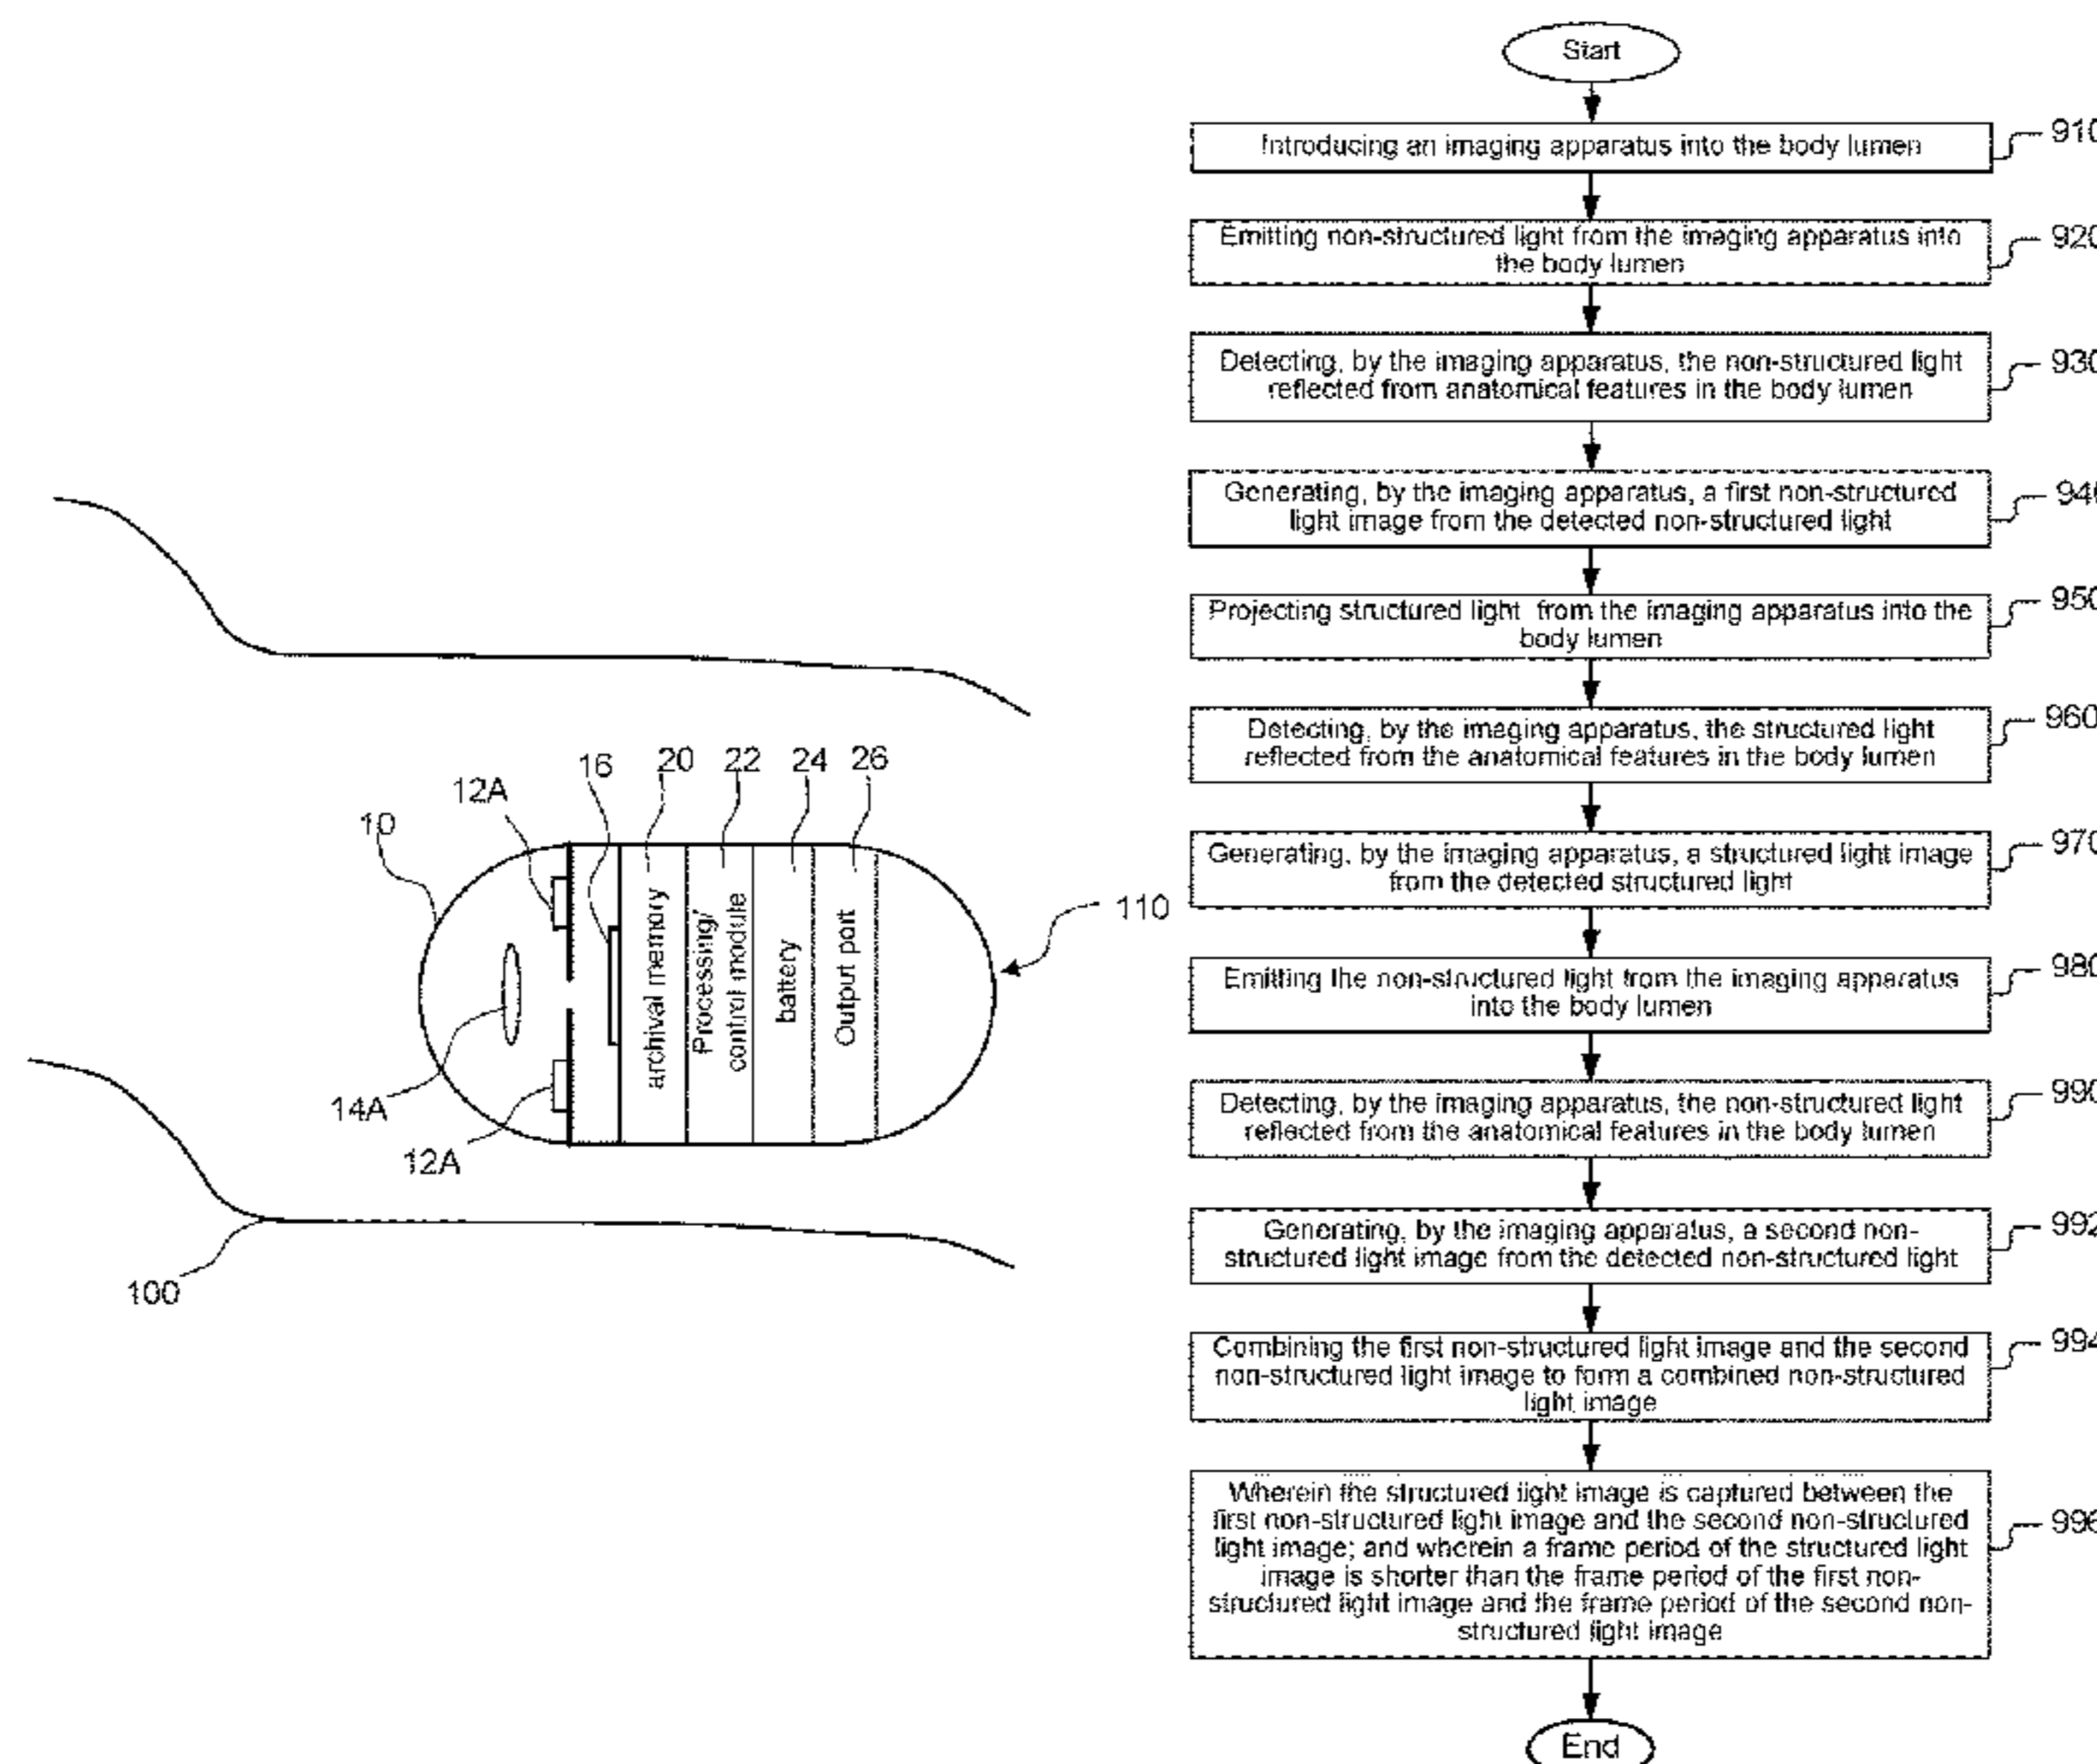 12A
16
20
22
24
26
10
archival memory
Processing/
control module
battery
Output port
110
14A
12A
100
Start
Introducing an imaging apparatus into the body lumen
910
Emitting non-structured light from the imaging apparatus into
the body lumen
920
Detecting, by the imaging apparatus, the non-structured light
reflected from anatomical features in the body lumen
930
Generating, by the imaging apparatus, a first non-structured
light image from the detected non-structured light
940
Projecting structured light from the imaging apparatus into the
body lumen
950
Detecting, by the imaging apparatus, the structured light
reflected from the anatomical features in the body lumen
960
Generating, by the imaging apparatus, a structured light image
from the detected structured light
970
Emitting the non-structured light from the imaging apparatus
into the body lumen
980
Detecting, by the imaging apparatus, the non-structured light
reflected from the anatomical features in the body lumen
990
Generating, by the imaging apparatus, a second non-
structured light image from the detected non-structured light
992
Combining the first non-structured light image and the second
non-structured light image to form a combined non-structured
light image
994
Wherein the structured light image is captured between the
first non-structured light image and the second non-structured
light image; and wherein a frame period of the structured light
image is shorter than the frame period of the first non-
structured light image and the frame period of the second non-
structured light image
996
End